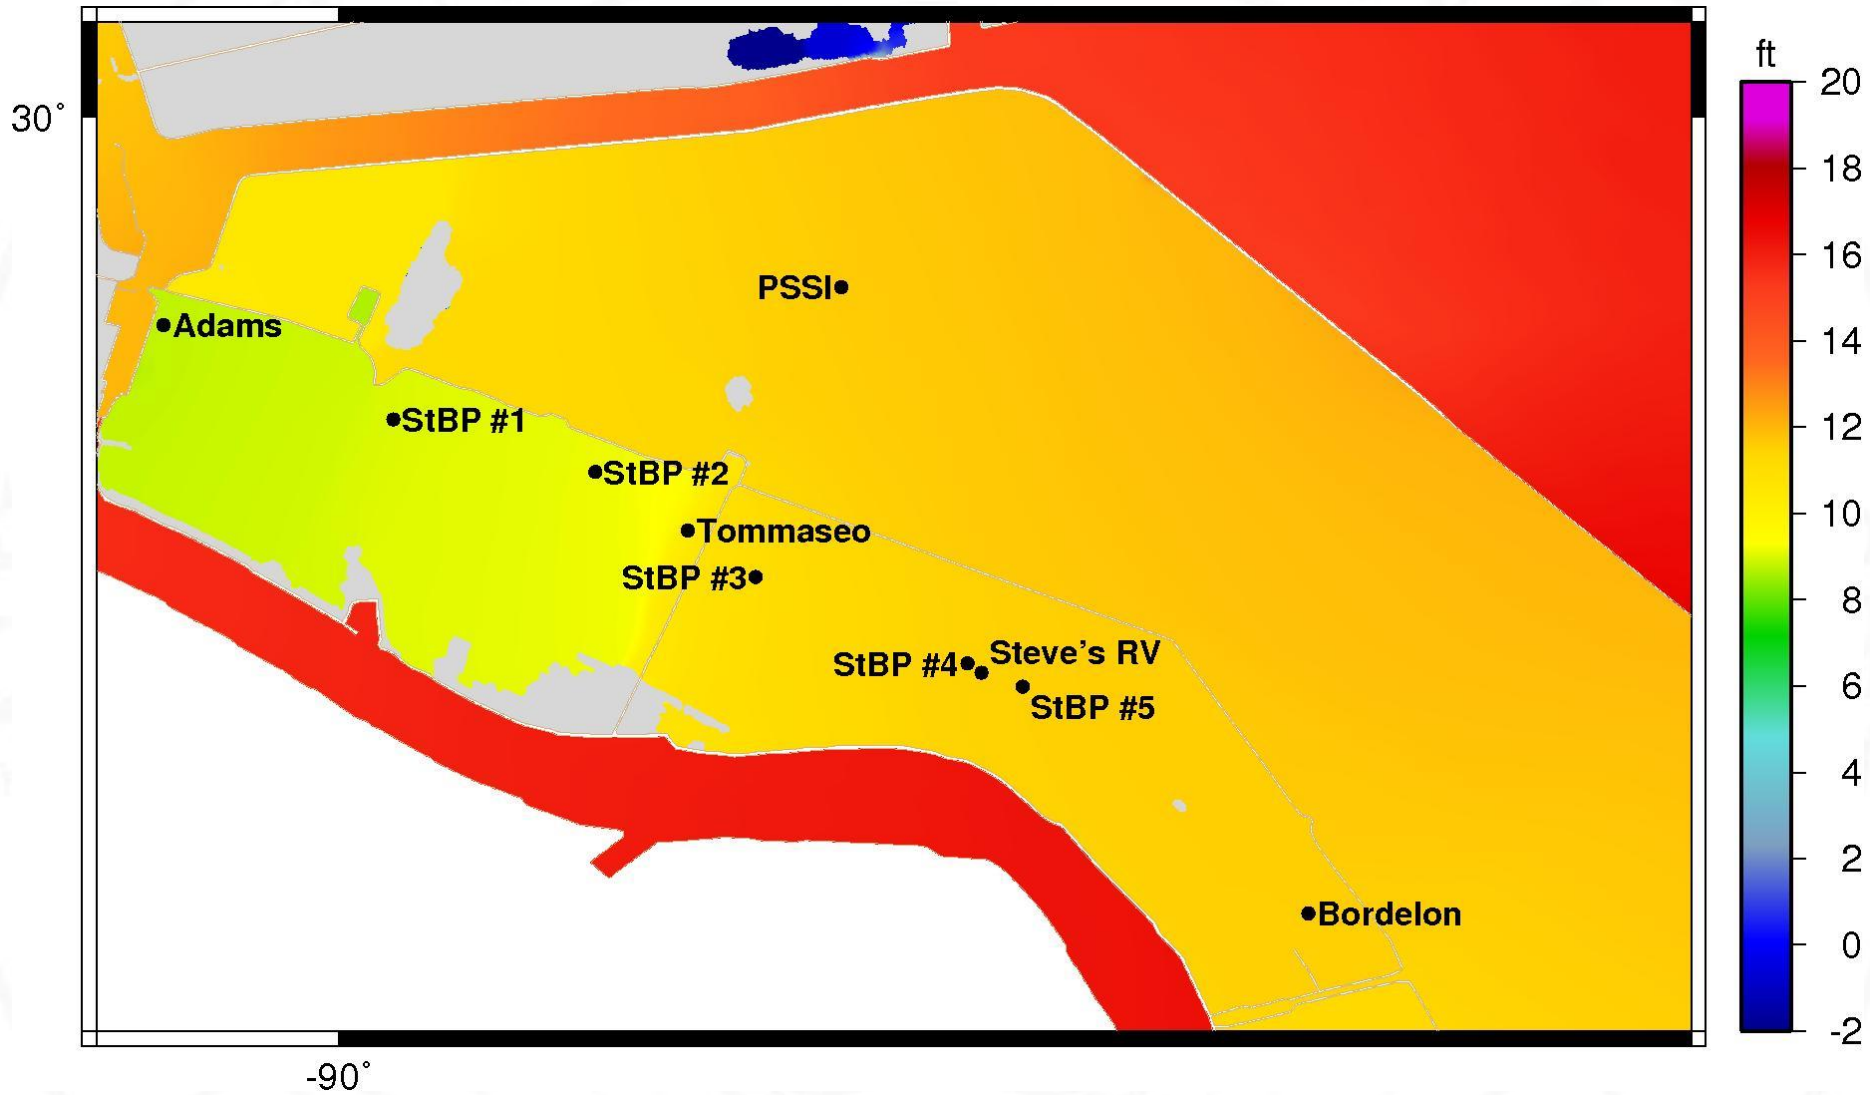 ft
20
30°
18
16
PSSI
Adams
14
StBP #1
12
StBP #2
10
Tommaseo
StBP #3
8
Steve's RV
StBP #4
6
StBP #5
4
2
Bordelon
0
-2
-90°